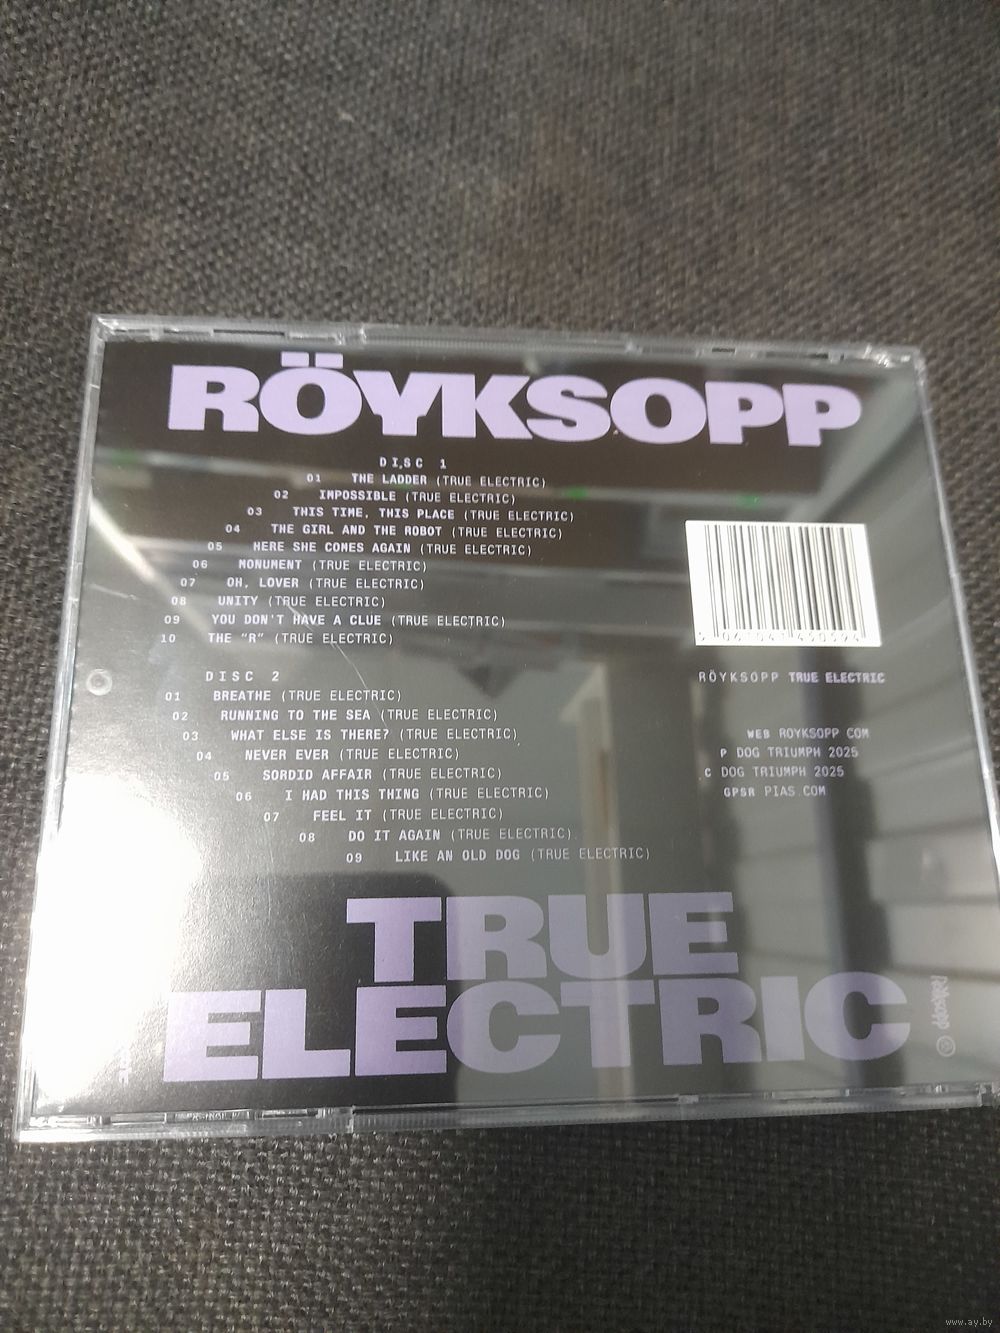 RÖYKSOPP
DISC 1
01 THE LADDER (TRUE ELECTRIC)
02 IMPOSSIBLE (TRUE ELECTRIC)
03 THIS TIME, THIS PLACE (TRUE ELECTRIC)
04 THE GIRL AND THE ROBOT (TRUE ELECTRIC)
05 HERE SHE COMES AGAIN (TRUE ELECTRIC)
06 MONUMENT (TRUE ELECTRIC)
07 OH, LOVER (TRUE ELECTRIC)
08 UNITY (TRUE ELECTRIC)
09 YOU DON'T HAVE A CLUE (TRUE ELECTRIC)
10 THE "R" (TRUE ELECTRIC)
DISC 2
01 BREATHE (TRUE ELECTRIC)
02 RUNNING TO THE SEA (TRUE ELECTRIC)
03 WHAT ELSE IS THERE? (TRUE ELECTRIC)
04 NEVER EVER (TRUE ELECTRIC)
05 SORDID AFFAIR (TRUE ELECTRIC)
06 I HAD THIS THING (TRUE ELECTRIC)
07 FEEL IT (TRUE ELECTRIC)
08 DO IT AGAIN (TRUE ELECTRIC)
09 LIKE AN OLD DOG (TRUE ELECTRIC)
RÖYKSOPP TRUE ELECTRIC
WEB ROYKSOPP COM
P DOG TRIUMPH 2025
C DOG TRIUMPH 2025
GPSR PIAS COM
TRUE
ELECTRIC
www.ay.by